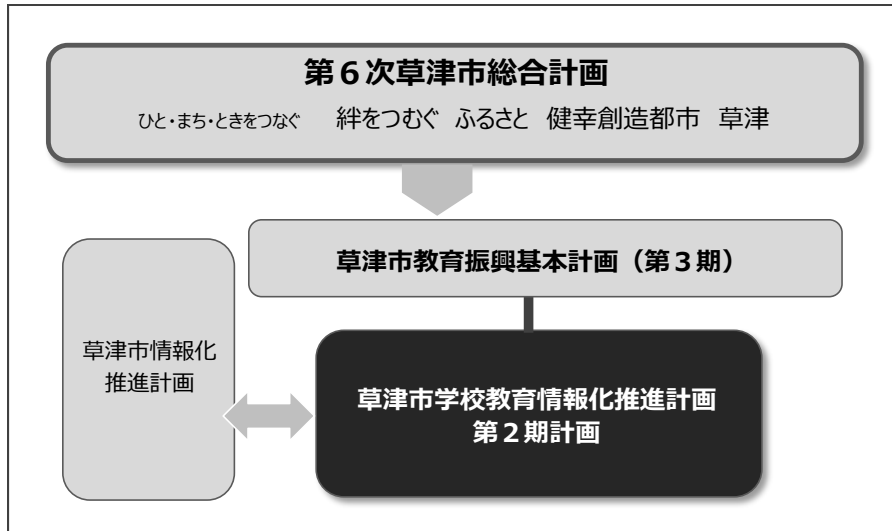 第６次草津市総合計画
ひと・まち・ときをつなぐ 絆をつむぐ ふるさと 健幸創造都市 草津
草津市教育振興基本計画（第３期）
草津市情報化
推進計画
草津市学校教育情報化推進計画
第２期計画